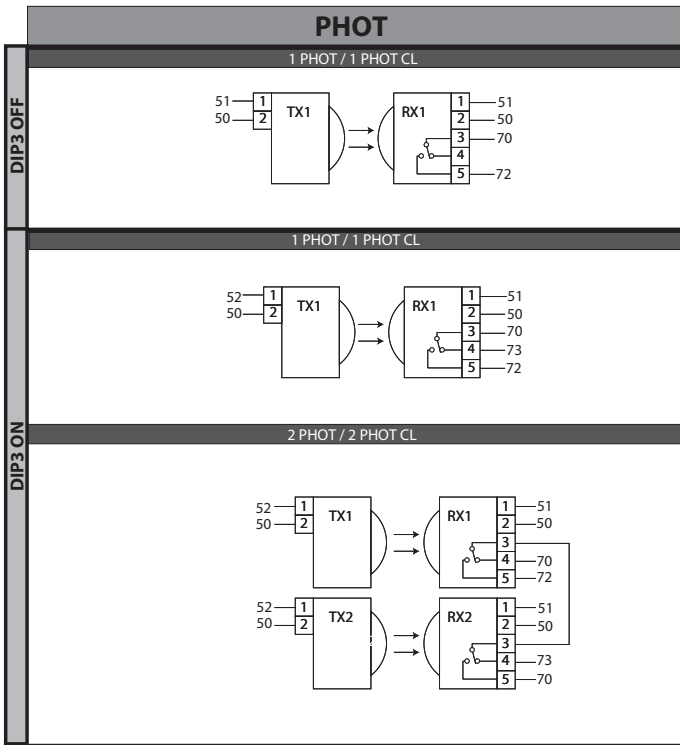 PHOT
DIP3 OFF
1 PHOT / 1 PHOT CL
51 1 TX1 RX1 1 51
50 2 2 50
3 70
4
5 72
DIP3 ON
1 PHOT / 1 PHOT CL
52 1 TX1 RX1 1 51
50 2 2 50
3 70
4 73
5 72
2 PHOT / 2 PHOT CL
52 1 TX1 RX1 1 51
50 2 2 50
3
4 70
5 72
52 1 TX2 RX2 1 51
50 2 2 50
3
4 73
5 70